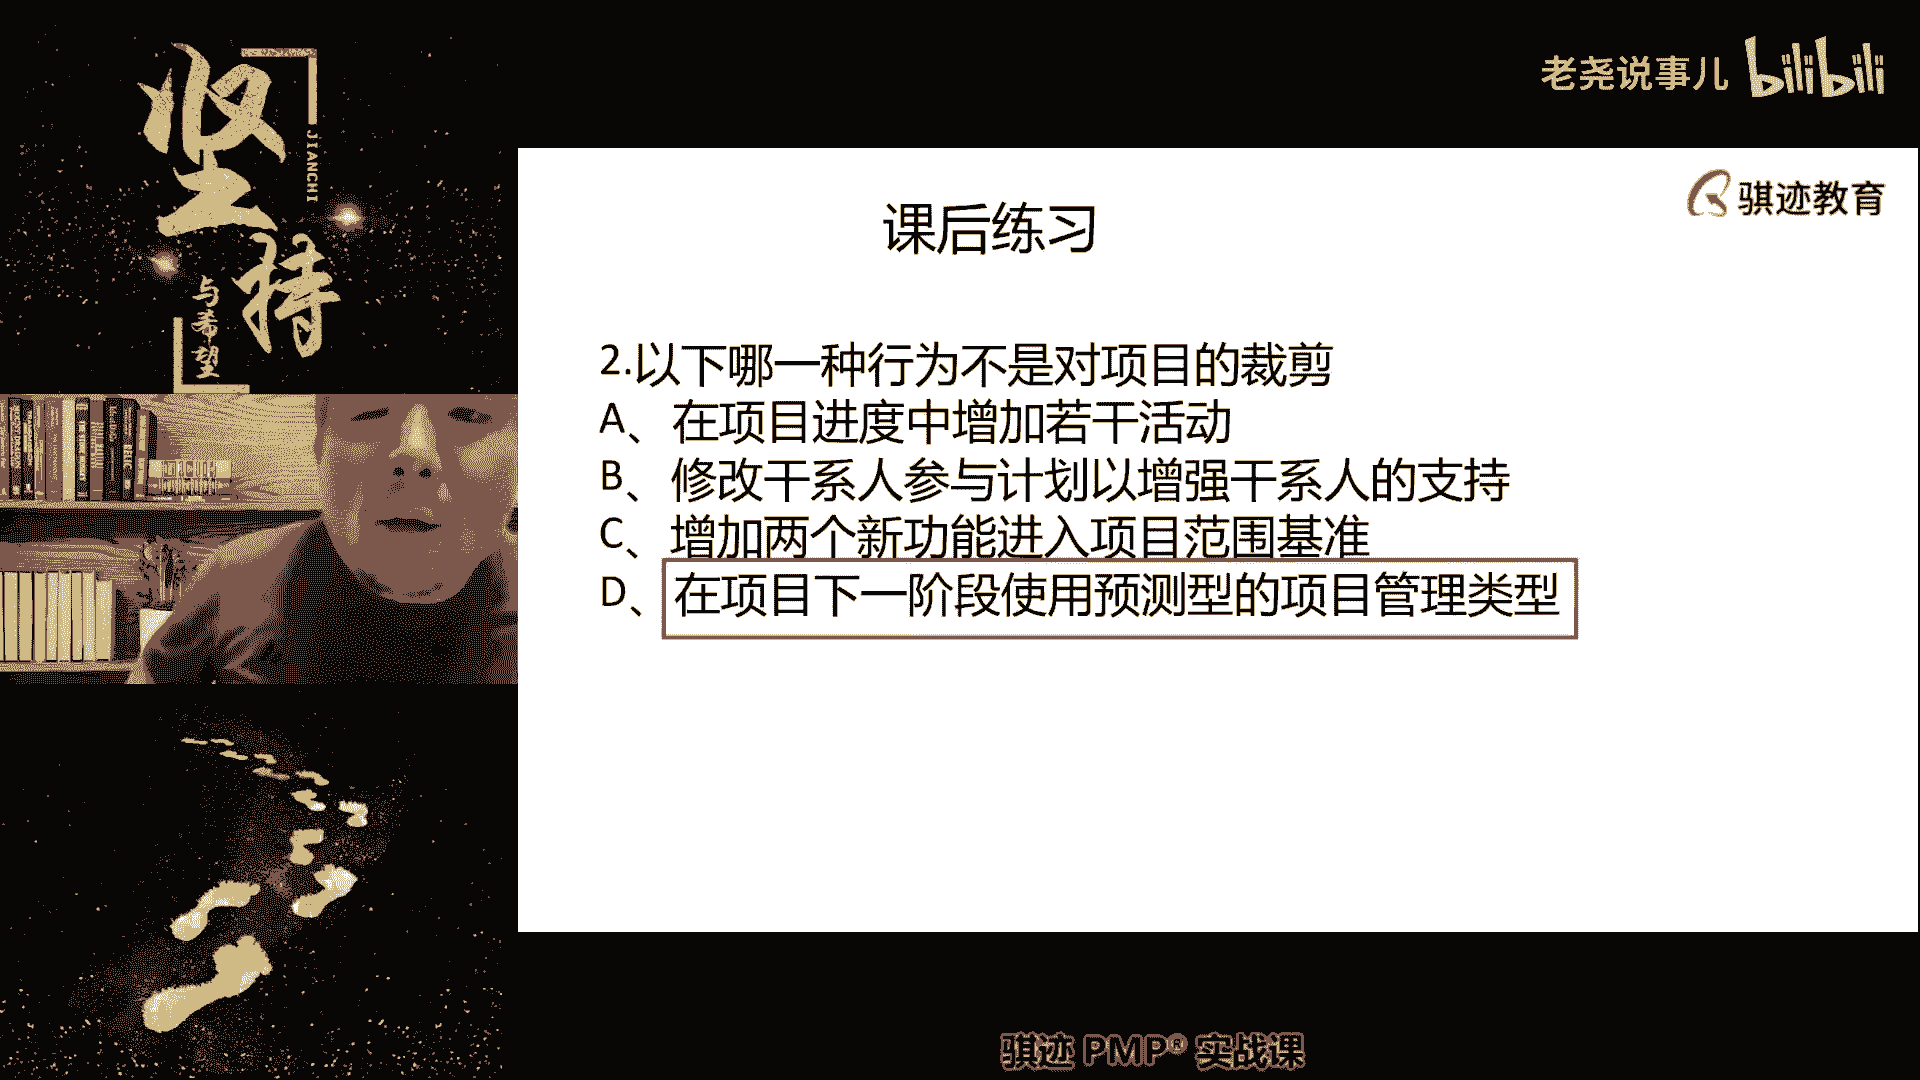 坚持
JIANCHI
与希望
老尧说事儿 bilibili
骐迹教育
课后练习
2.以下哪一种行为不是对项目的裁剪
A、在项目进度中增加若干活动
B、修改干系人参与计划以增强干系人的支持
C、增加两个新功能进入项目范围基准
D、在项目下一阶段使用预测型的项目管理类型
骐迹 PMP® 实战课